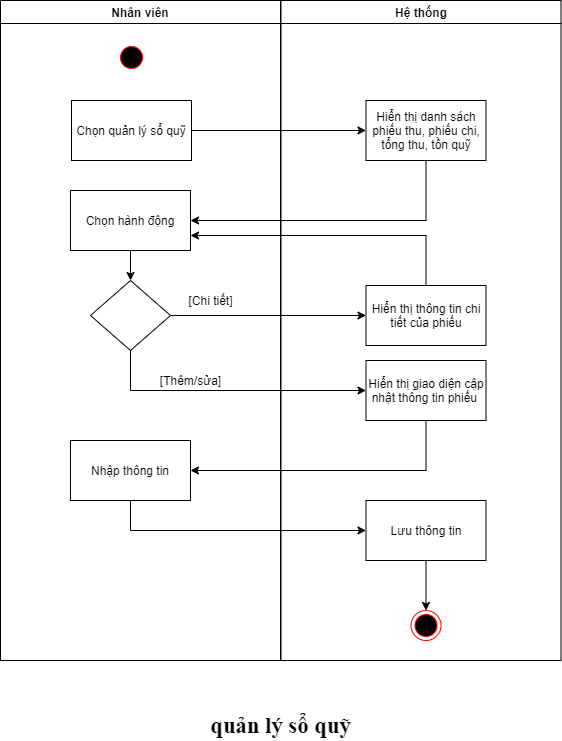 Nhân viên
Hệ thống
Chọn quản lý sổ quỹ
Hiển thị danh sách
phiếu thu, phiếu chi,
tổng thu, tồn quỹ
Chọn hành động
[Chi tiết]
Hiển thị thông tin chi
tiết của phiếu
[Thêm/sửa]
Hiển thị giao diện cập
nhật thông tin phiếu
Nhập thông tin
Lưu thông tin
quản lý sổ quỹ